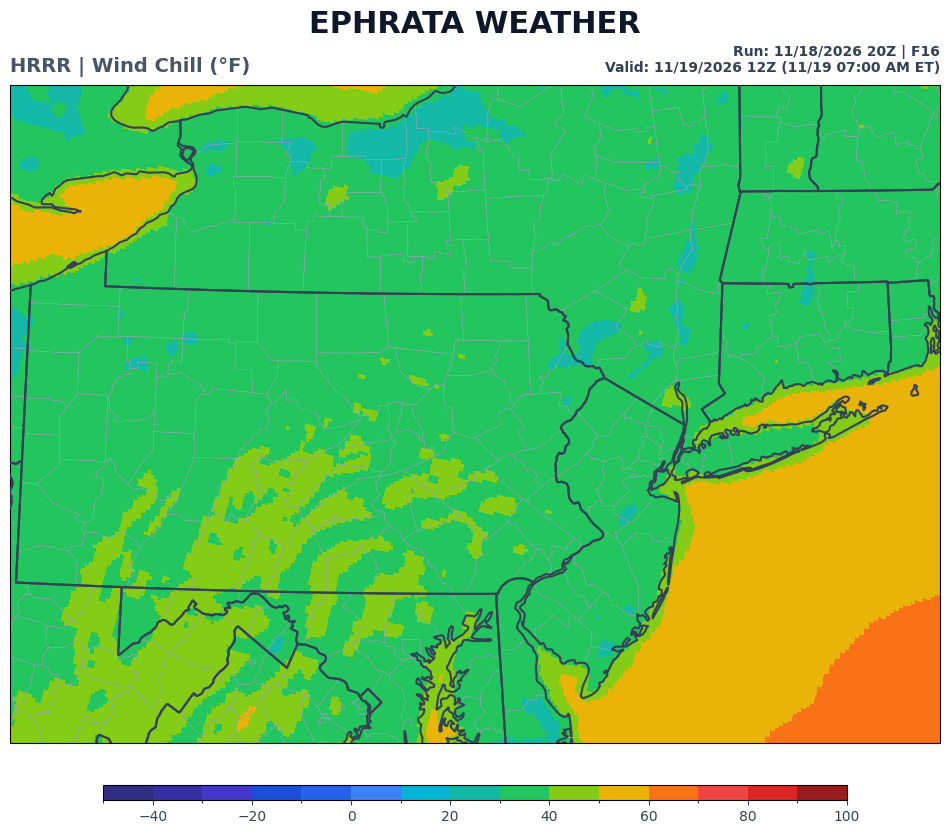 EPHRATA WEATHER
HRRR | Wind Chill (°F)
Run: 11/18/2026 20Z | F16
Valid: 11/19/2026 12Z (11/19 07:00 AM ET)
−40 −20 0 20 40 60 80 100